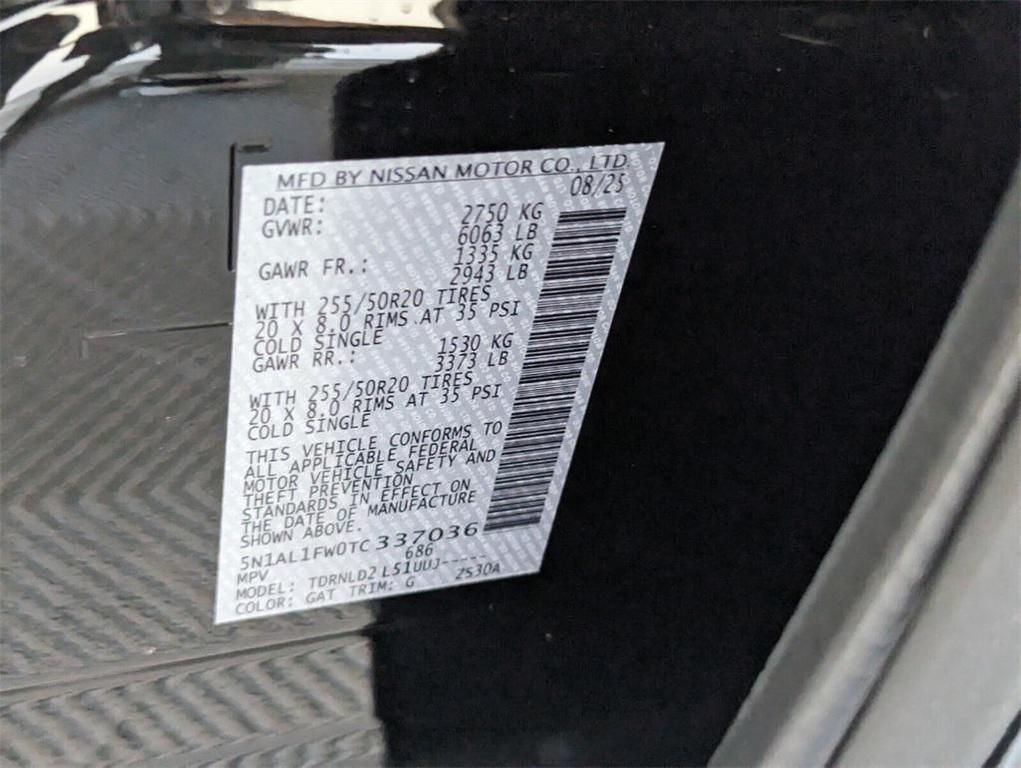 MFD BY NISSAN MOTOR CO., LTD.
DATE: 08/25
GVWR: 2750 KG
6063 LB
GAWR FR.: 1335 KG
2943 LB
WITH 255/50R20 TIRES
20 X 8.0 RIMS AT 35 PSI
COLD SINGLE
GAWR RR.: 1530 KG
3373 LB
WITH 255/50R20 TIRES
20 X 8.0 RIMS AT 35 PSI
COLD SINGLE
THIS VEHICLE CONFORMS TO
ALL APPLICABLE FEDERAL
MOTOR VEHICLE SAFETY AND
THEFT PREVENTION
STANDARDS IN EFFECT ON
THE DATE OF MANUFACTURE
SHOWN ABOVE.
5N1AL1FW0TC337036
MPV 686
MODEL: TDRNLD2 L51UUJ-----
COLOR: GAT TRIM: G ZS30A